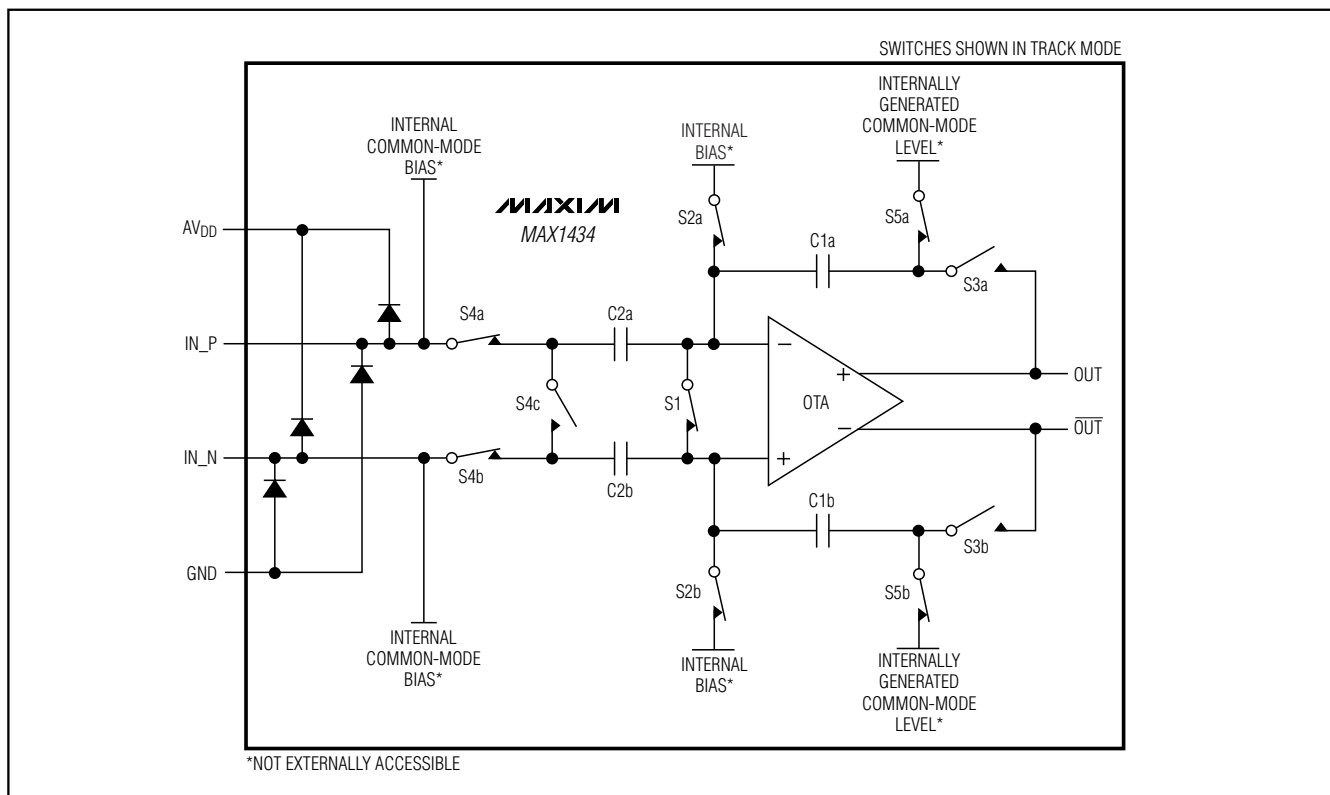 SWITCHES SHOWN IN TRACK MODE
INTERNALLY
GENERATED
COMMON-MODE
LEVEL*
INTERNAL
COMMON-MODE
BIAS*
INTERNAL
BIAS*
MAXIM
MAX1434
S2a
S5a
AVDD
C1a
S3a
S4a
C2a
IN_P
−
+
OUT
S4c
S1
OTA
−
OUT
IN_N
+
S4b
C2b
C1b
S3b
GND
S2b
S5b
INTERNAL
COMMON-MODE
BIAS*
INTERNAL
BIAS*
INTERNALLY
GENERATED
COMMON-MODE
LEVEL*
*NOT EXTERNALLY ACCESSIBLE